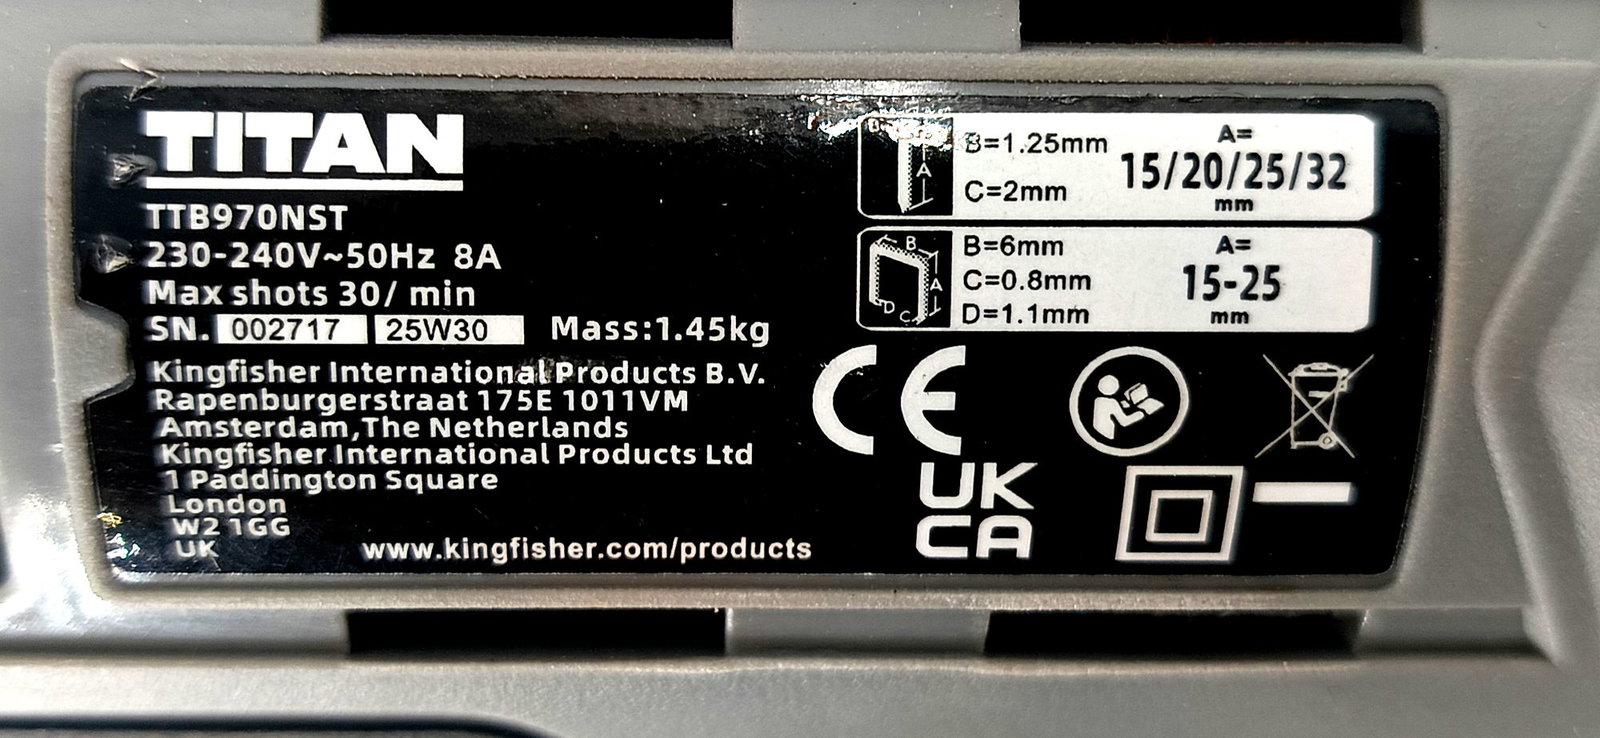 TITAN
TTB970NST
230-240V~50Hz 8A
Max shots 30/ min
SN. 002717 25W30 Mass:1.45kg
Kingfisher International Products B.V.
Rapenburgerstraat 175E 1011VM
Amsterdam,The Netherlands
Kingfisher International Products Ltd
1 Paddington Square
London
W2 1GG
UK
www.kingfisher.com/products
A
B=1.25mm
C=2mm
A=
15/20/25/32
mm
B
A
D
C
B=6mm
C=0.8mm
D=1.1mm
A=
15-25
mm
CE
UK
CA